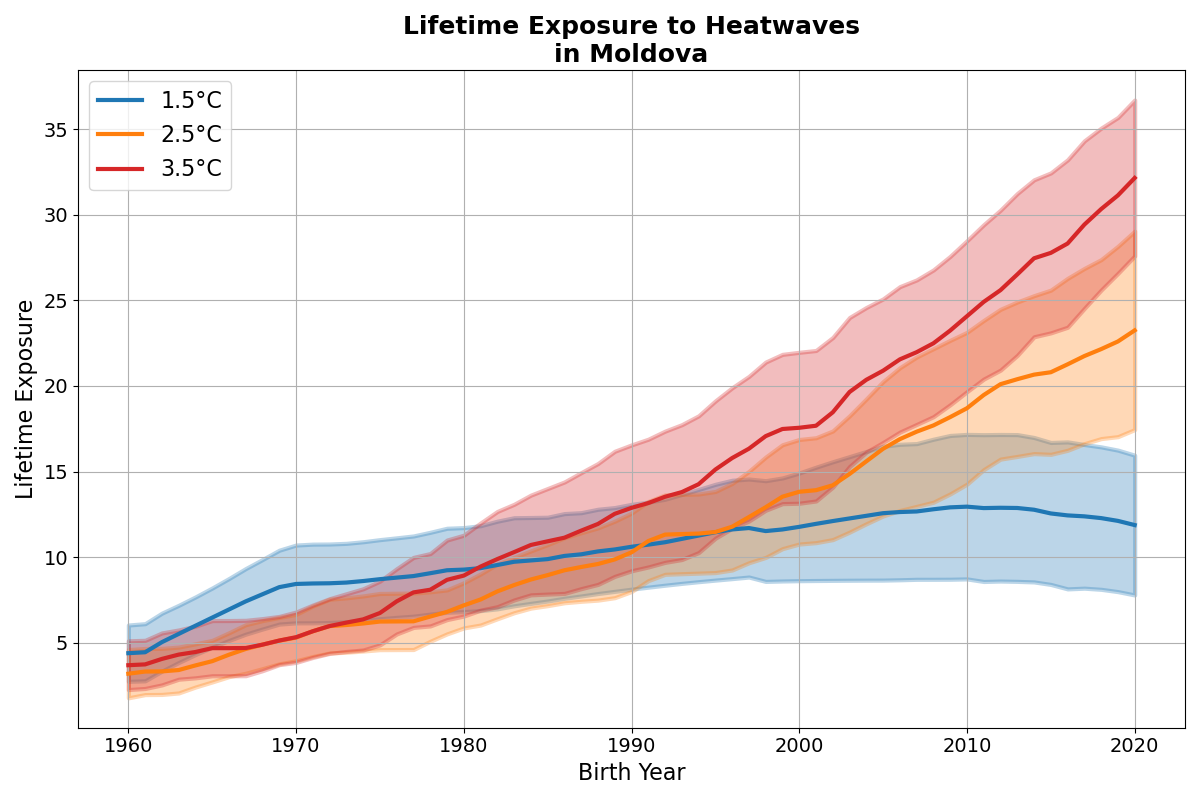 Lifetime Exposure to Heatwaves
in Moldova
1.5°C
2.5°C
3.5°C
Lifetime Exposure
35
30
25
20
15
10
5
1960
1970
1980
1990
2000
2010
2020
Birth Year